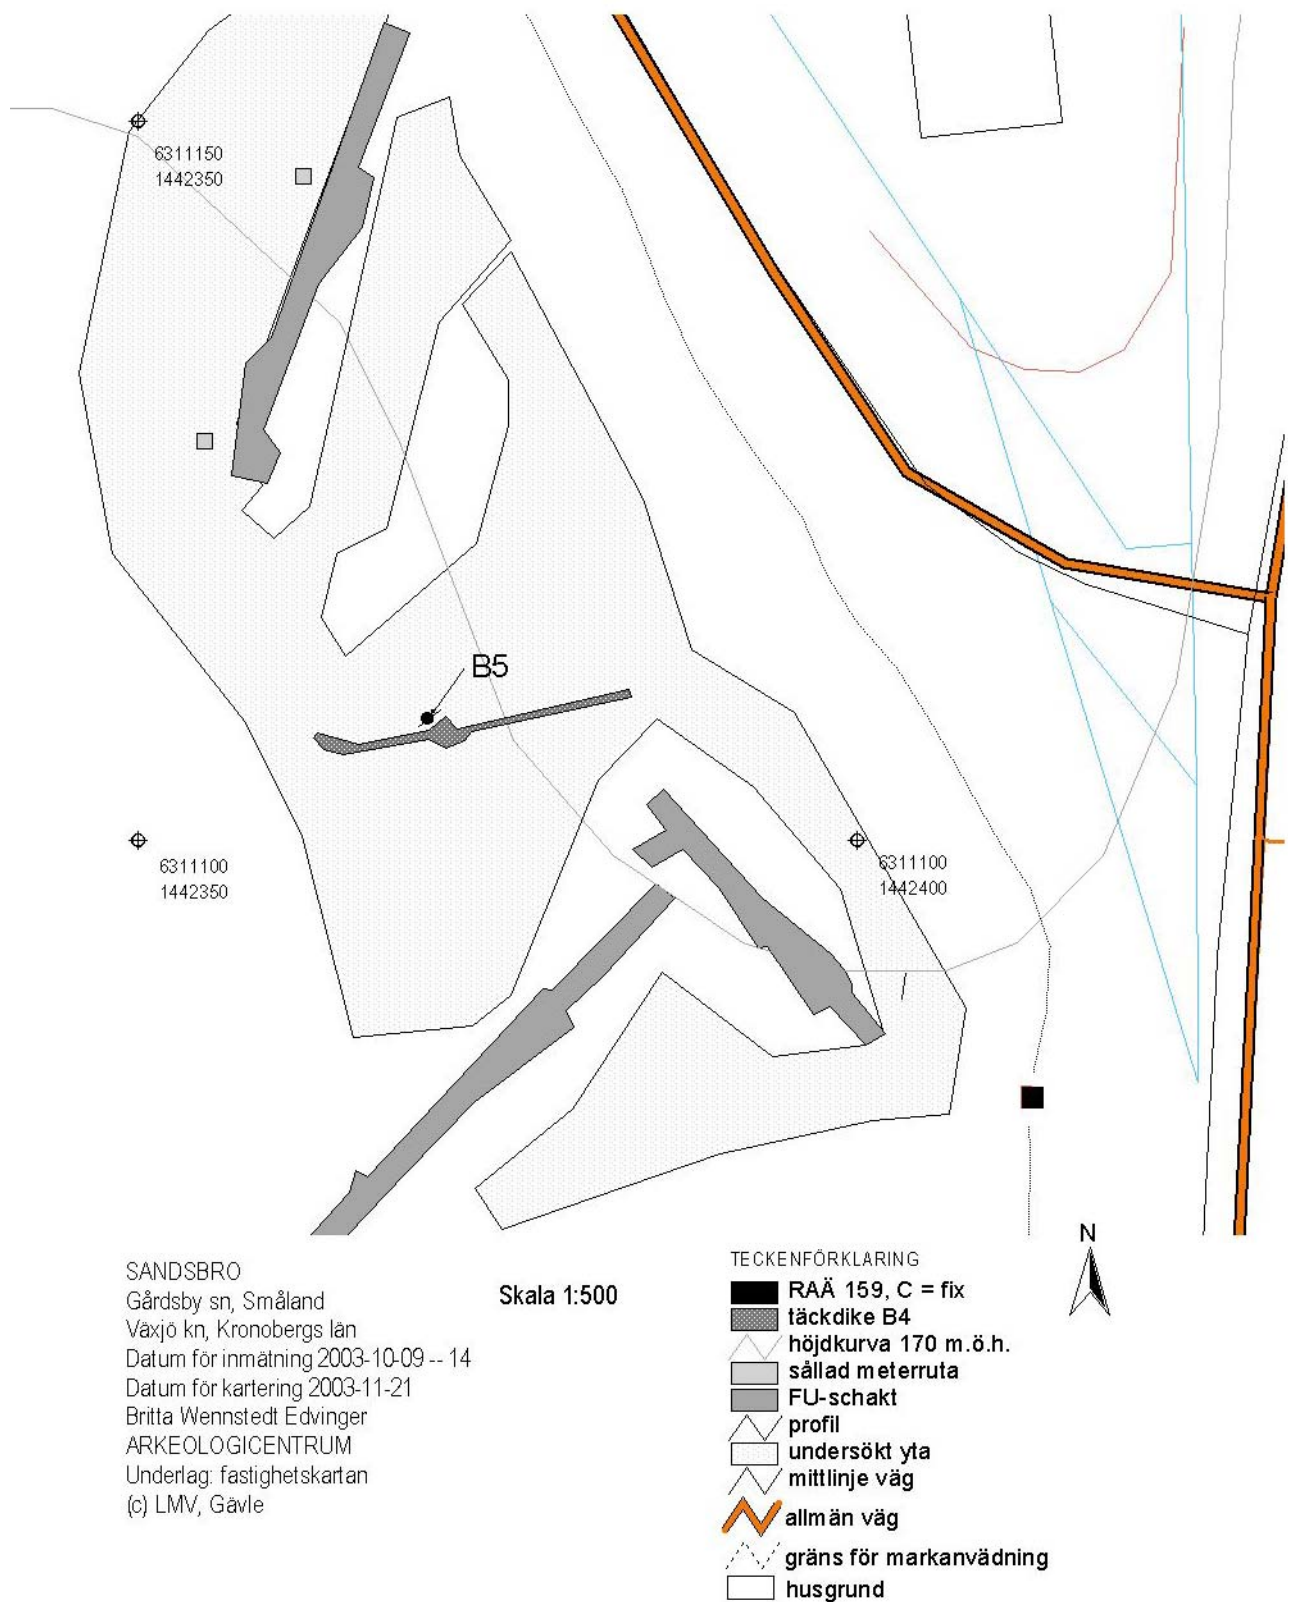 6311150
1442350
B5
6311100
1442350
6311100
1442400
N
SANDSBRO
Gårdsby sn, Småland
Växjö kn, Kronobergs län
Datum för inmätning 2003-10-09 -- 14
Datum för kartering 2003-11-21
Britta Wennstedt Edvinger
ARKEOLOGICENTRUM
Underlag: fastighetskartan
(c) LMV, Gävle
Skala 1:500
TECKENFÖRKLARING
RAÄ 159, C = fix
täckdike B4
höjdkurva 170 m.ö.h.
sållad meterruta
FU-schakt
profil
undersökt yta
mittlinje väg
allmän väg
gräns för markanvädning
husgrund